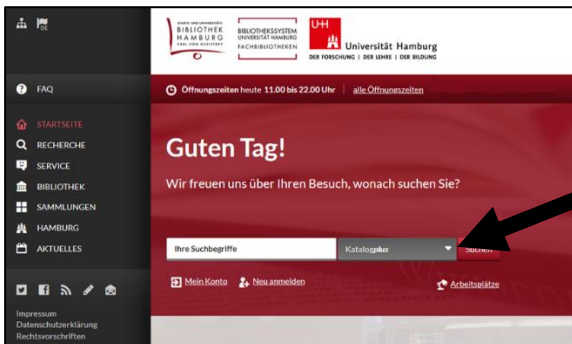 DE
STAATS- UND UNIVERSITÄTS
BIBLIOTHEK
HAMBURG
CARL VON OSSIETZKY
BIBLIOTHEKSSYSTEM
UNIVERSITÄT HAMBURG
FACHBIBLIOTHEKEN
UH
Universität Hamburg
DER FORSCHUNG | DER LEHRE | DER BILDUNG
FAQ
Öffnungszeiten heute 11.00 bis 22.00 Uhr
alle Öffnungszeiten
STARTSEITE
RECHERCHE
SERVICE
BIBLIOTHEK
SAMMLUNGEN
HAMBURG
AKTUELLES
Guten Tag!
Wir freuen uns über Ihren Besuch, wonach suchen Sie?
Ihre Suchbegriffe
Katalogplus
Suchen
Mein Konto
Neu anmelden
Arbeitsplätze
Impressum
Datenschutzerklärung
Rechtsvorschriften